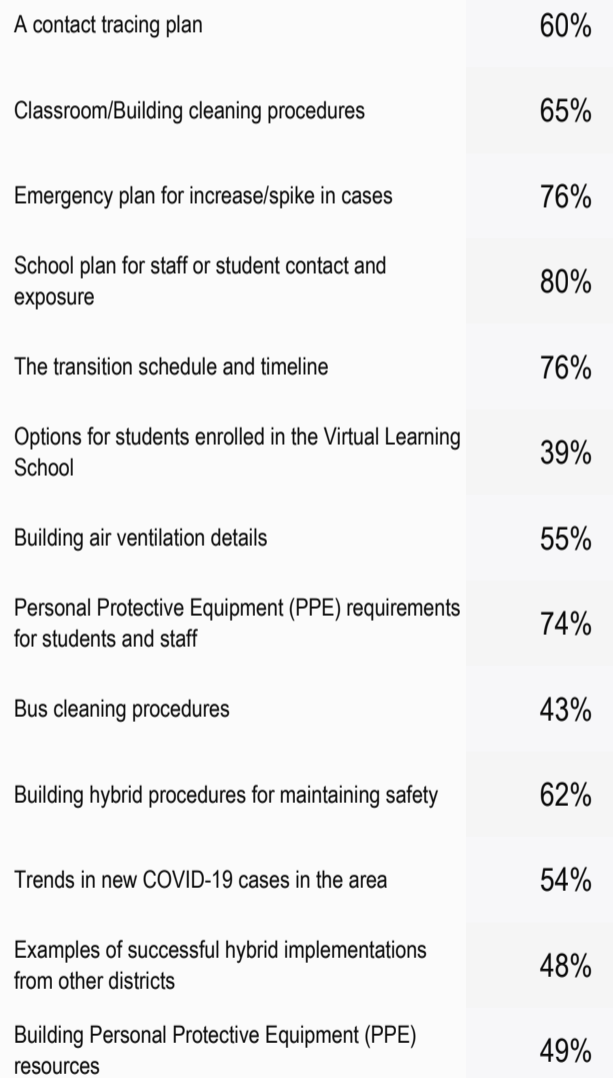 A contact tracing plan 60%
Classroom/Building cleaning procedures 65%
Emergency plan for increase/spike in cases 76%
School plan for staff or student contact and
exposure 80%
The transition schedule and timeline 76%
Options for students enrolled in the Virtual Learning
School 39%
Building air ventilation details 55%
Personal Protective Equipment (PPE) requirements
for students and staff 74%
Bus cleaning procedures 43%
Building hybrid procedures for maintaining safety 62%
Trends in new COVID-19 cases in the area 54%
Examples of successful hybrid implementations
from other districts 48%
Building Personal Protective Equipment (PPE)
resources 49%